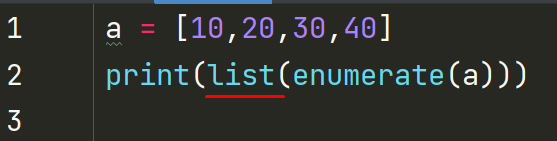 1 a = [10,20,30,40]
2 print(list(enumerate(a)))
3